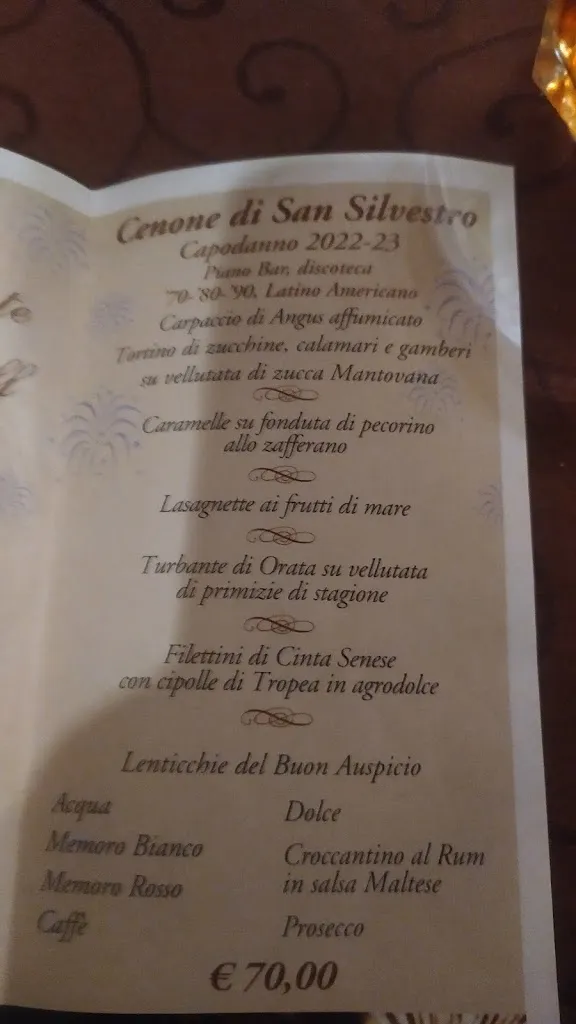 Cenone di San Silvestro
Capodanno 2022-23
Piano Bar, discoteca
'70-'80-'90, Latino Americano
Carpaccio di Angus affumicato
Tortino di zucchine, calamari e gamberi
su vellutata di zucca Mantovana
Caramelle su fonduta di pecorino
allo zafferano
Lasagnette ai frutti di mare
Turbante di Orata su vellutata
di primizie di stagione
Filettini di Cinta Senese
con cipolle di Tropea in agrodolce
Lenticchie del Buon Auspicio
Acqua
Memoro Bianco
Memoro Rosso
Caffè
Dolce
Croccantino al Rum
in salsa Maltese
Prosecco
€ 70,00